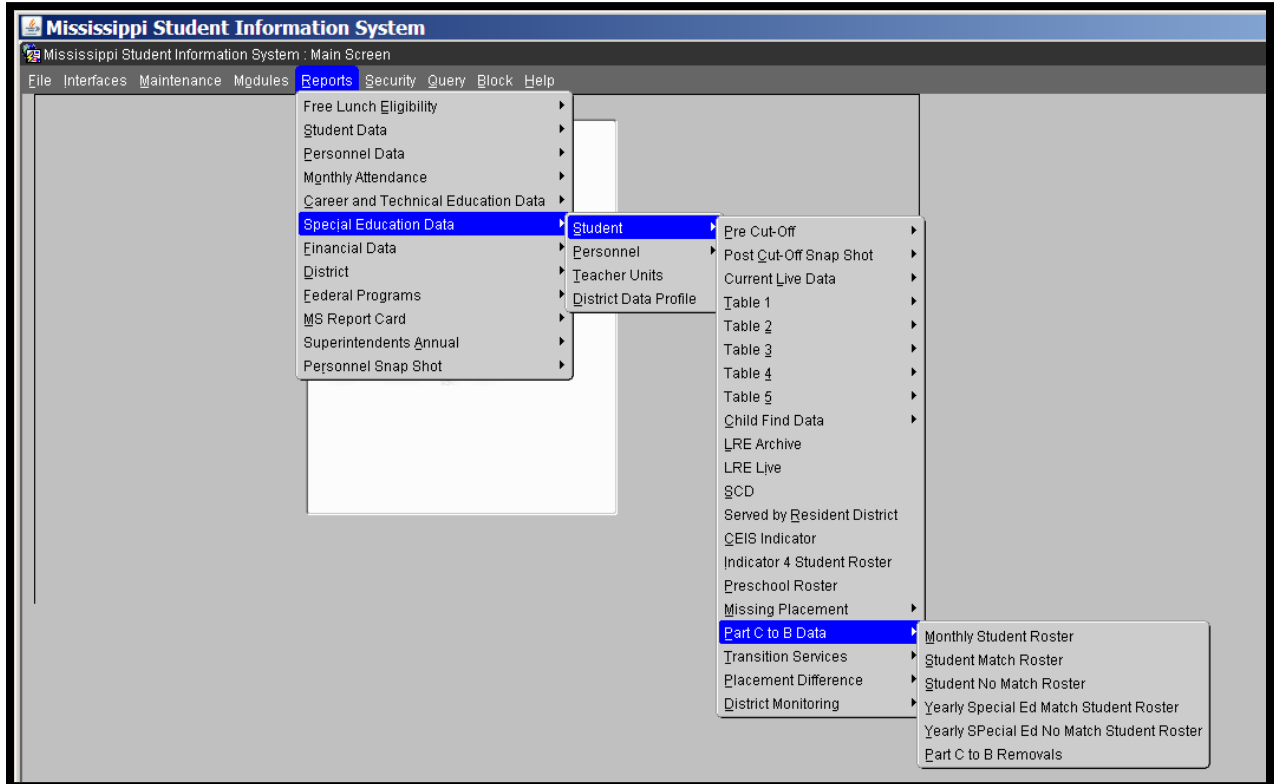 Mississippi Student Information System
Mississippi Student Information System : Main Screen
File Interfaces Maintenance Modules Reports Security Query Block Help
Free Lunch Eligibility
Student Data
Personnel Data
Monthly Attendance
Career and Technical Education Data
Special Education Data
Financial Data
District
Federal Programs
MS Report Card
Superintendents Annual
Personnel Snap Shot
Student
Personnel
Teacher Units
District Data Profile
Pre Cut-Off
Post Cut-Off Snap Shot
Current Live Data
Table 1
Table 2
Table 3
Table 4
Table 5
Child Find Data
LRE Archive
LRE Live
SCD
Served by Resident District
CEIS Indicator
Indicator 4 Student Roster
Preschool Roster
Missing Placement
Part C to B Data
Transition Services
Placement Difference
District Monitoring
Monthly Student Roster
Student Match Roster
Student No Match Roster
Yearly Special Ed Match Student Roster
Yearly SPecial Ed No Match Student Roster
Part C to B Removals